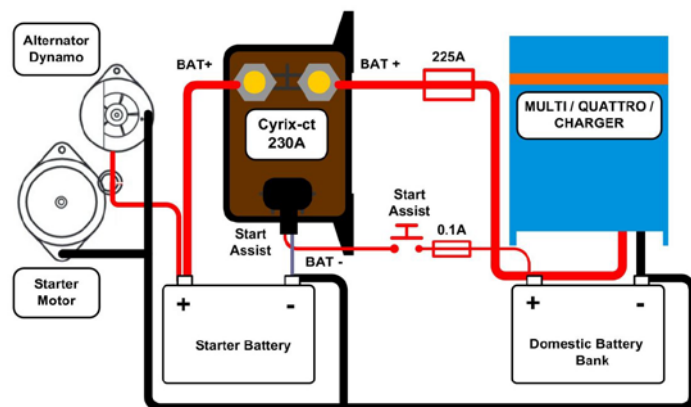 Alternator
Dynamo
BAT+
BAT +
225A
MULTI / QUATTRO /
CHARGER
Cyrix-ct
230A
Start
Assist
Start
Assist
0.1A
BAT -
Starter
Motor
+
-
Starter Battery
+
-
Domestic Battery
Bank